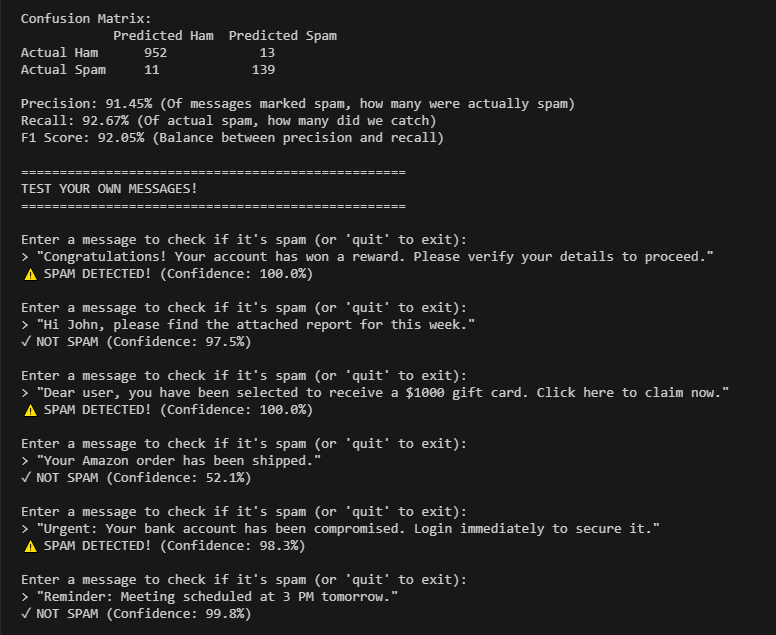 Confusion Matrix:
Predicted Ham  Predicted Spam
Actual Ham      952            13
Actual Spam     11            139
Precision: 91.45% (Of messages marked spam, how many were actually spam)
Recall: 92.67% (Of actual spam, how many did we catch)
F1 Score: 92.05% (Balance between precision and recall)
==================================================
TEST YOUR OWN MESSAGES!
==================================================
Enter a message to check if it's spam (or 'quit' to exit):
> "Congratulations! Your account has won a reward. Please verify your details to proceed."
⚠ SPAM DETECTED! (Confidence: 100.0%)
Enter a message to check if it's spam (or 'quit' to exit):
> "Hi John, please find the attached report for this week."
✓ NOT SPAM (Confidence: 97.5%)
Enter a message to check if it's spam (or 'quit' to exit):
> "Dear user, you have been selected to receive a $1000 gift card. Click here to claim now."
⚠ SPAM DETECTED! (Confidence: 100.0%)
Enter a message to check if it's spam (or 'quit' to exit):
> "Your Amazon order has been shipped."
✓ NOT SPAM (Confidence: 52.1%)
Enter a message to check if it's spam (or 'quit' to exit):
> "Urgent: Your bank account has been compromised. Login immediately to secure it."
⚠ SPAM DETECTED! (Confidence: 98.3%)
Enter a message to check if it's spam (or 'quit' to exit):
> "Reminder: Meeting scheduled at 3 PM tomorrow."
✓ NOT SPAM (Confidence: 99.8%)